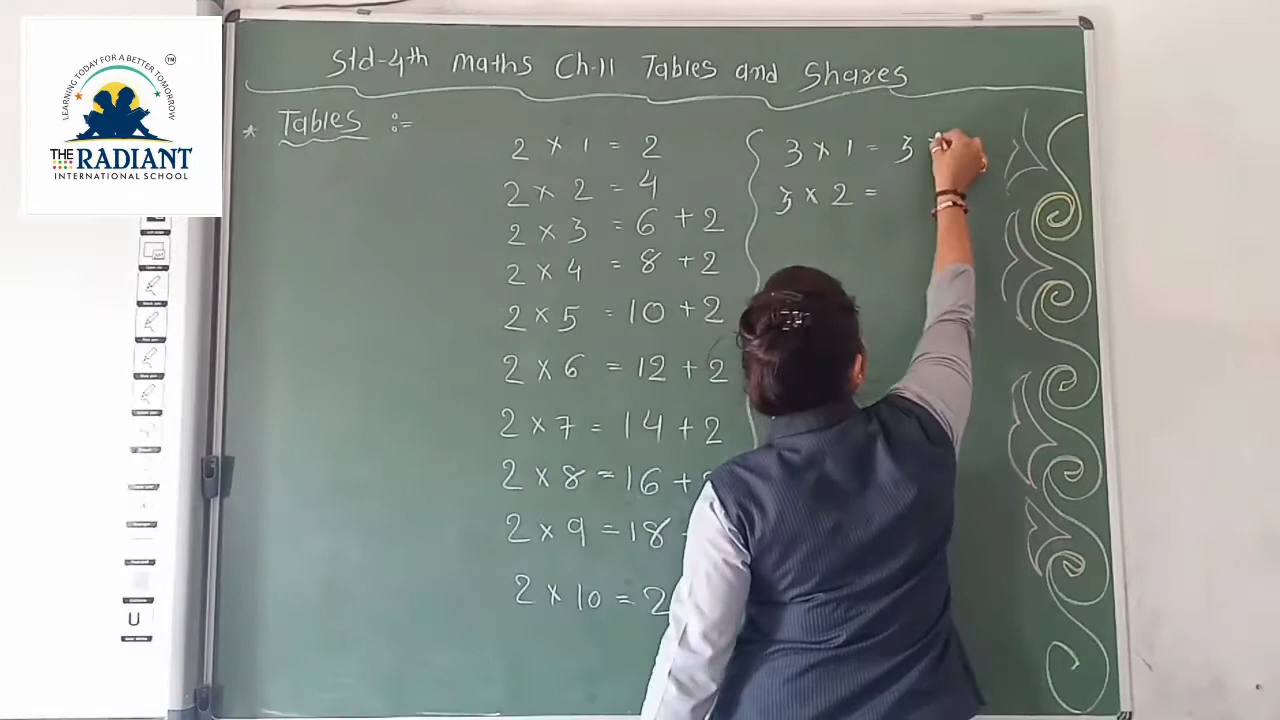 LEARNING TODAY FOR A BETTER TOMORROW
TM
THE RADIANT
INTERNATIONAL SCHOOL
Std-4th Maths Ch-11 Tables and Shares
* Tables :=
2 × 1 = 2
2 × 2 = 4
2 × 3 = 6 + 2
2 × 4 = 8 + 2
2 × 5 = 10 + 2
2 × 6 = 12 + 2
2 × 7 = 14 + 2
2 × 8 = 16 +
2 × 9 = 18
2 × 10 = 2
3 × 1 = 3
3 × 2 =
U